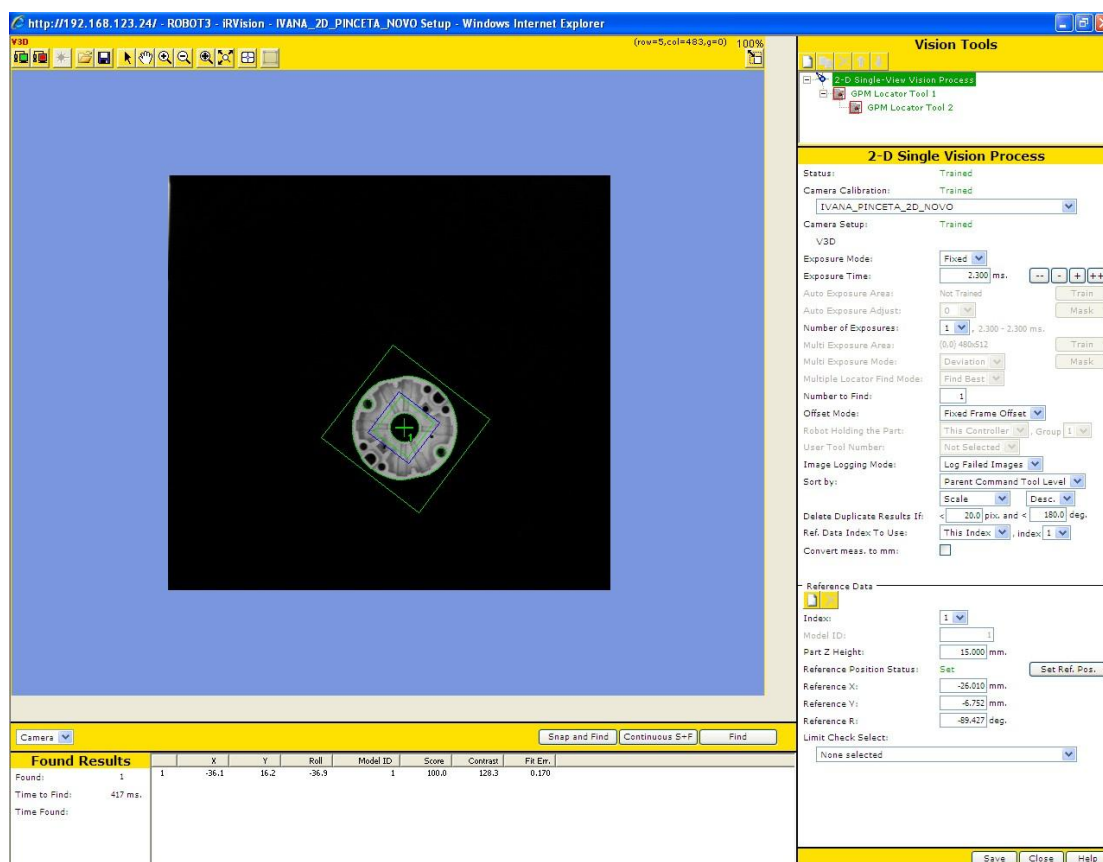 http://192.168.123.24/ - ROBOT3 - iRVision - IVANA_2D_PINCETA_NOVO Setup - Windows Internet Explorer
V3D
(row=5,col=483,g=0) 100%
Vision Tools
2-D Single-View Vision Process
GPM Locator Tool 1
GPM Locator Tool 2
2-D Single Vision Process
Status: Trained
Camera Calibration: Trained
IVANA_PINCETA_2D_NOVO
Camera Setup: Trained
V3D
Exposure Mode: Fixed
Exposure Time: 2.300 ms. -- - + ++
Auto Exposure Area: Not Trained Train
Auto Exposure Adjust: 0 Mask
Number of Exposures: 1 , 2.300 - 2.300 ms.
Multi Exposure Area: (0,0) 480x512 Train
Multi Exposure Mode: Deviation Mask
Multiple Locator Find Mode: Find Best
Number to Find: 1
Offset Mode: Fixed Frame Offset
Robot Holding the Part: This Controller , Group 1
User Tool Number: Not Selected
Image Logging Mode: Log Failed Images
Sort by: Parent Command Tool Level
Scale Desc.
Delete Duplicate Results If: < 20.0 pix. and < 180.0 deg.
Ref. Data Index To Use: This Index , index 1
Convert meas. to mm:
Reference Data
Index: 1
Model ID: 1
Part Z Height: 15.000 mm.
Reference Position Status: Set Set Ref. Pos.
Reference X: -26.010 mm.
Reference Y: -6.752 mm.
Reference R: -89.427 deg.
Limit Check Select:
None selected
1
Camera Snap and Find Continuous S+F Find
Found Results
Found: 1
Time to Find: 417 ms.
Time Found:
X Y Roll Model ID Score Contrast Fit Err.
1 -36.1 16.2 -36.9 1 100.0 128.3 0.170
Save Close Help